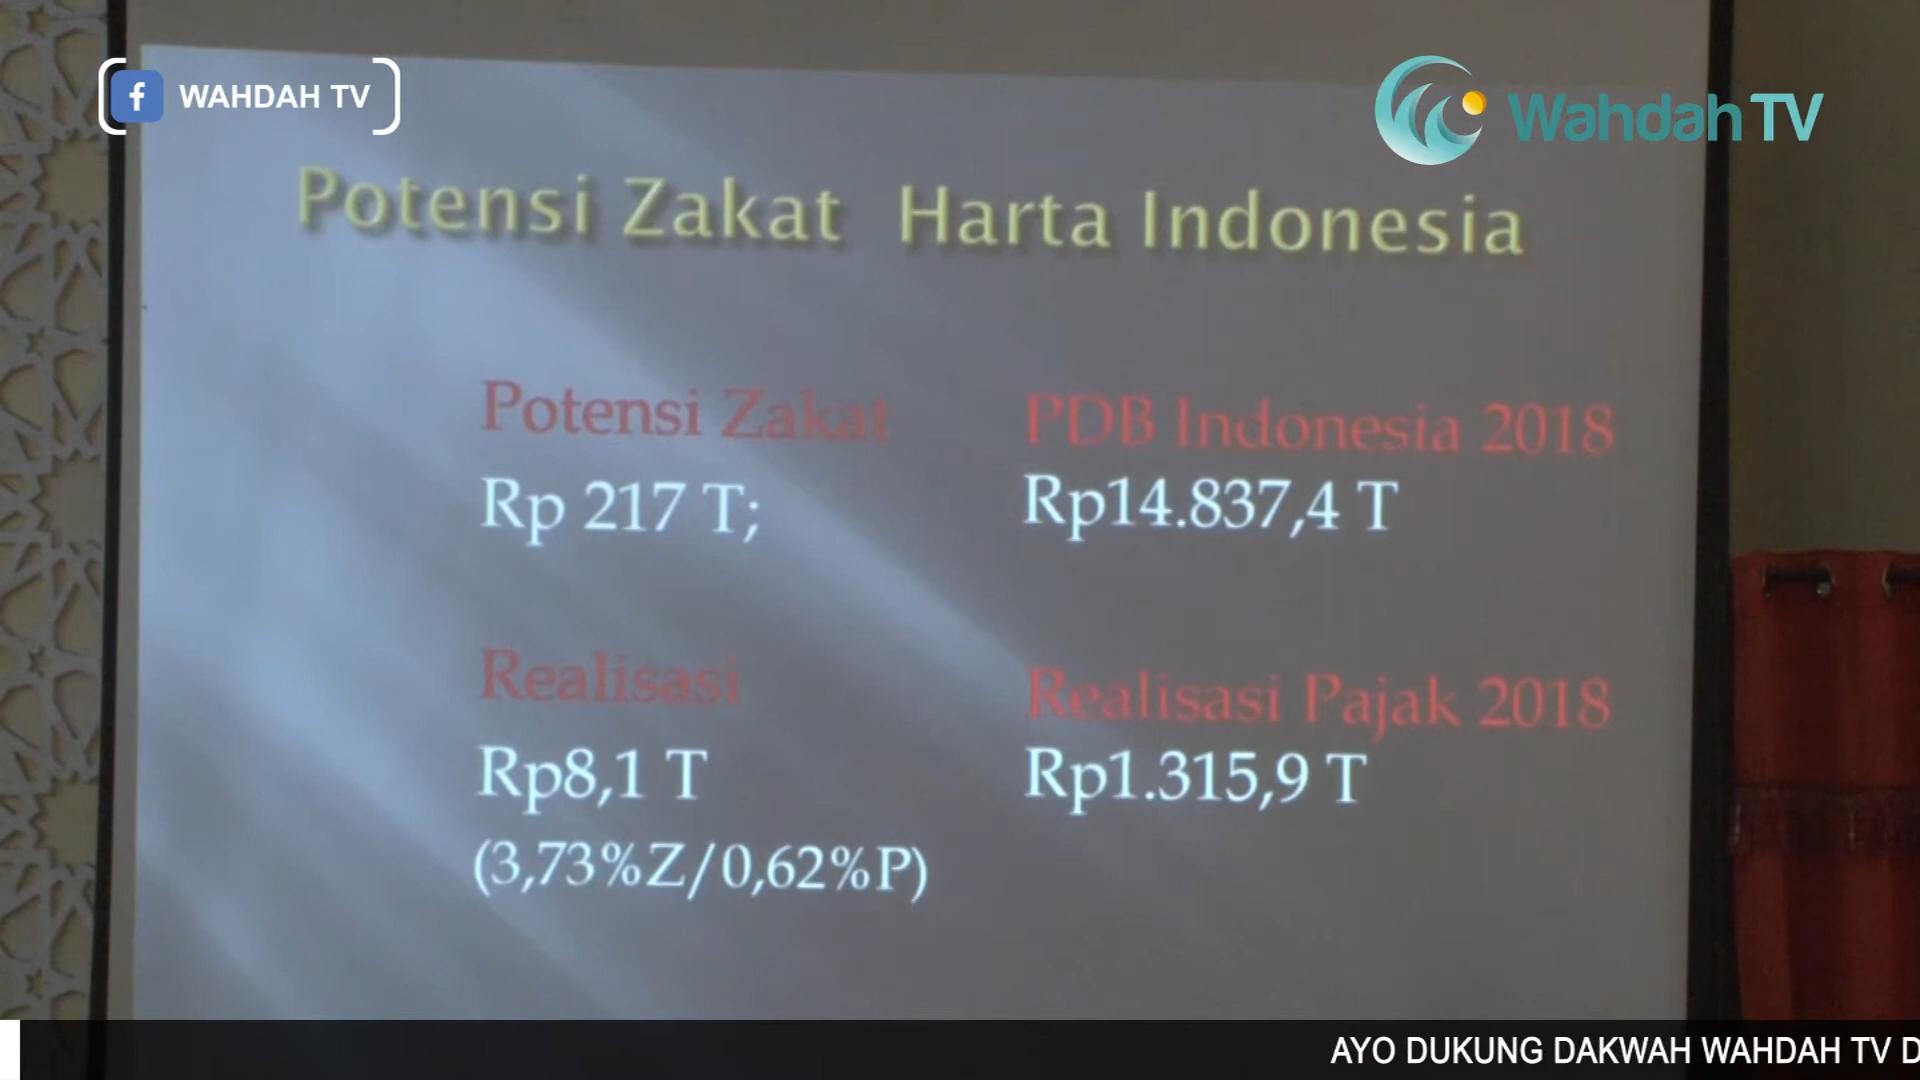 WAHDAH TV
Wahdah TV
Potensi Zakat Harta Indonesia
Potensi Zakat
Rp 217 T;
PDB Indonesia 2018
Rp14.837,4 T
Realisasi
Rp8,1 T
(3,73%Z/0,62%P)
Realisasi Pajak 2018
Rp1.315,9 T
AYO DUKUNG DAKWAH WAHDAH TV D